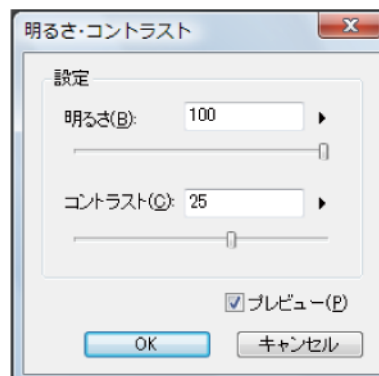 明るさ・コントラスト
設定
明るさ(B): 100
コントラスト(C): 25
プレビュー(P)
OK キャンセル